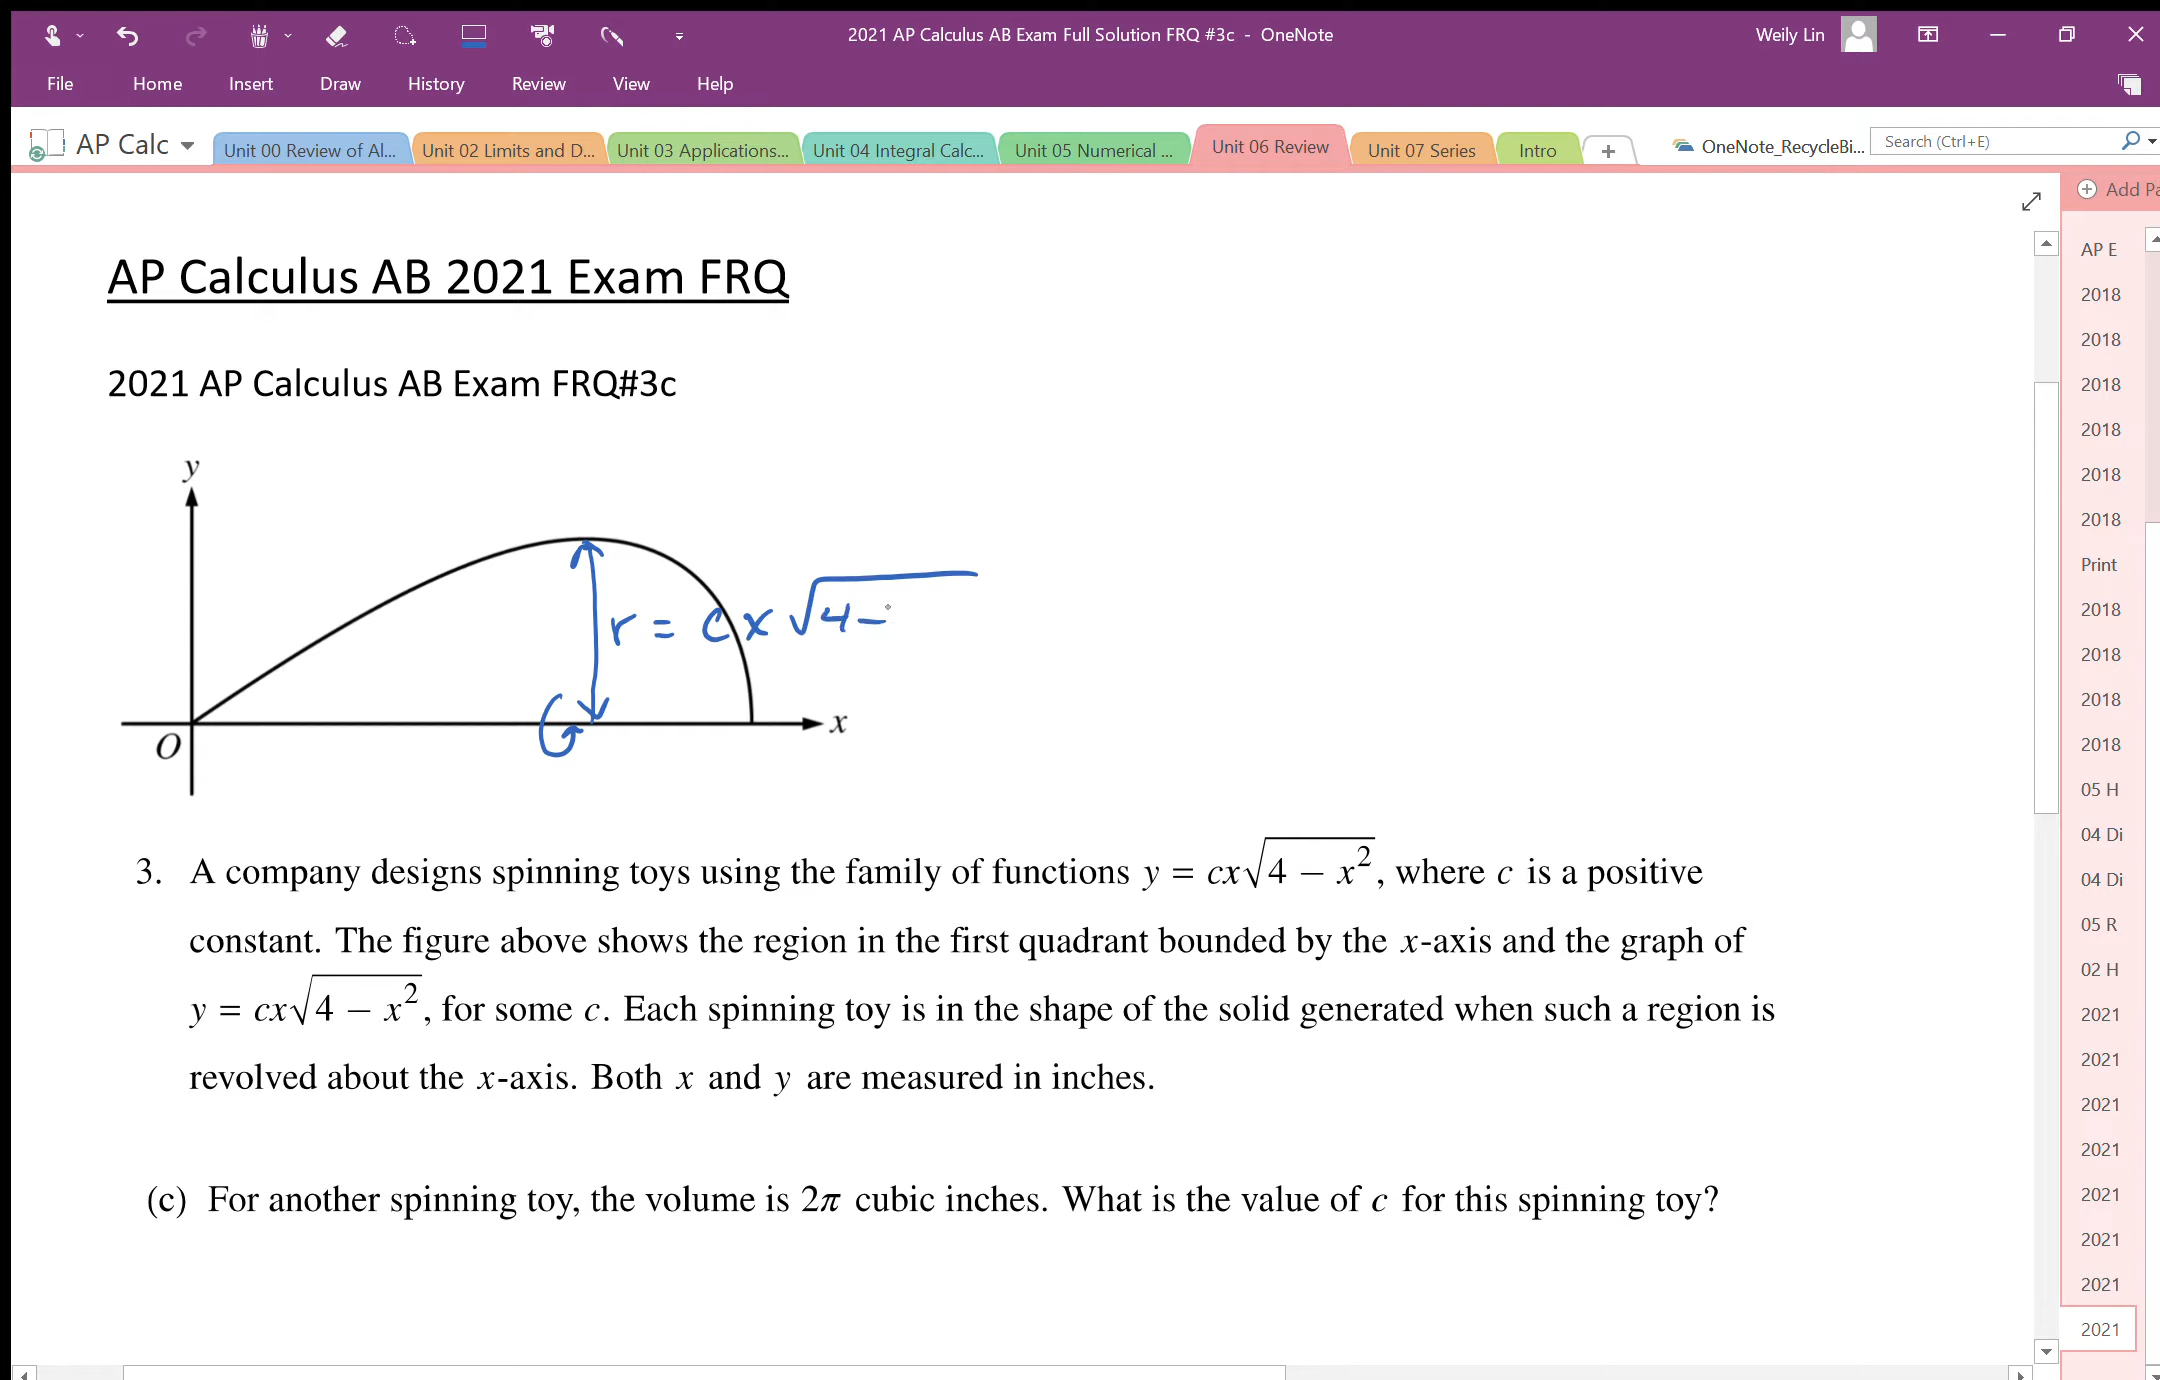 2021 AP Calculus AB Exam Full Solution FRQ #3c - OneNote
Weily Lin
File Home Insert Draw History Review View Help
AP Calc
Unit 00 Review of Al... Unit 02 Limits and D... Unit 03 Applications... Unit 04 Integral Calc... Unit 05 Numerical ... Unit 06 Review Unit 07 Series Intro +
OneNote_RecycleBi...
Search (Ctrl+E)
Add Pa
AP Calculus AB 2021 Exam FRQ
2021 AP Calculus AB Exam FRQ#3c
y
r = cx√4–
x
O
3. A company designs spinning toys using the family of functions y = cx√4 – x², where c is a positive
constant. The figure above shows the region in the first quadrant bounded by the x-axis and the graph of
y = cx√4 – x², for some c. Each spinning toy is in the shape of the solid generated when such a region is
revolved about the x-axis. Both x and y are measured in inches.
(c) For another spinning toy, the volume is 2π cubic inches. What is the value of c for this spinning toy?
AP E
2018
2018
2018
2018
2018
2018
Print
2018
2018
2018
2018
05 H
04 Di
04 Di
05 R
02 H
2021
2021
2021
2021
2021
2021
2021
2021